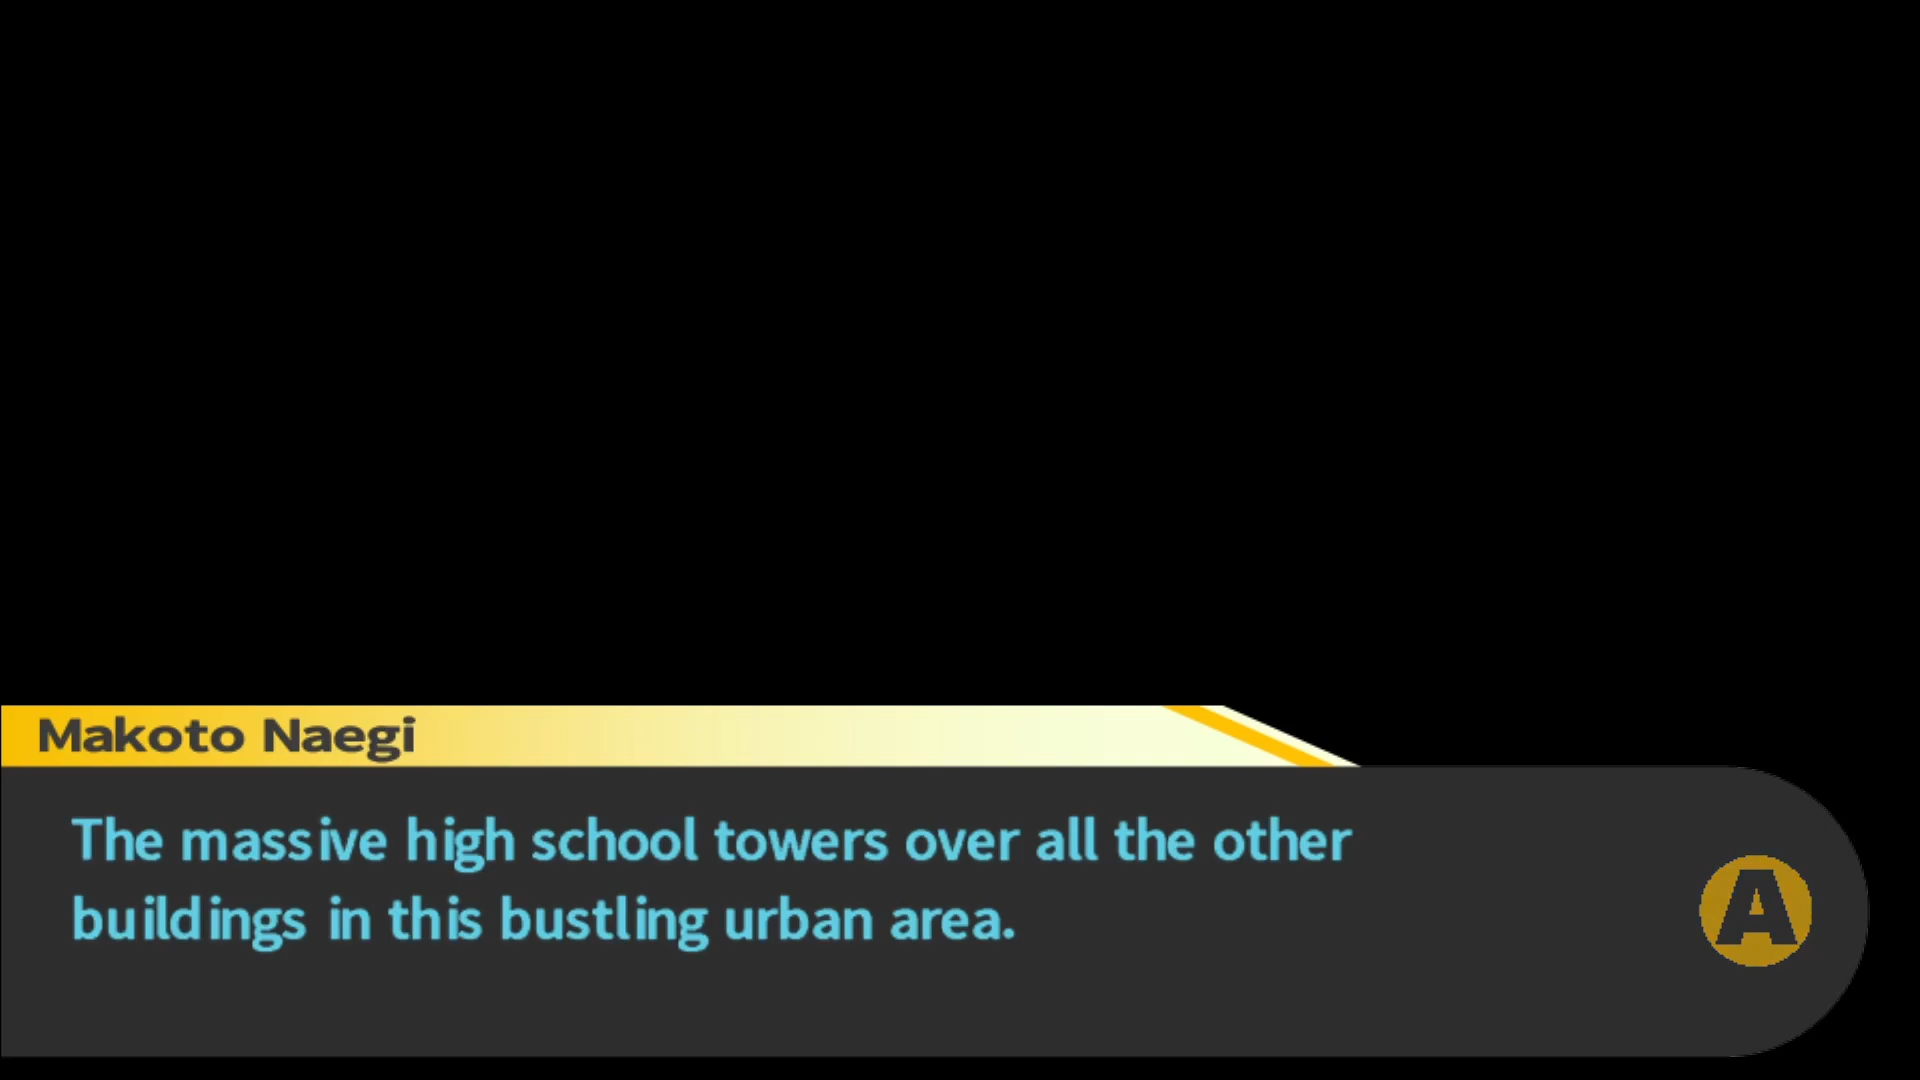 Makoto Naegi
The massive high school towers over all the other
buildings in this bustling urban area.
A